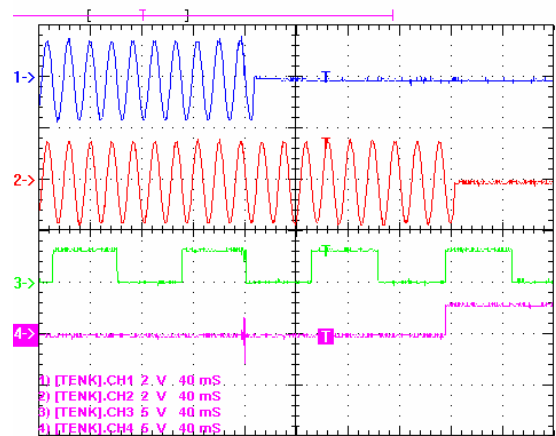 T
1->
T
2->
T
3->
T
4->
T
1) [TENK].CH1 2 V 40 mS
2) [TENK].CH2 2 V 40 mS
3) [TENK].CH3 5 V 40 mS
4) [TENK].CH4 5 V 40 mS